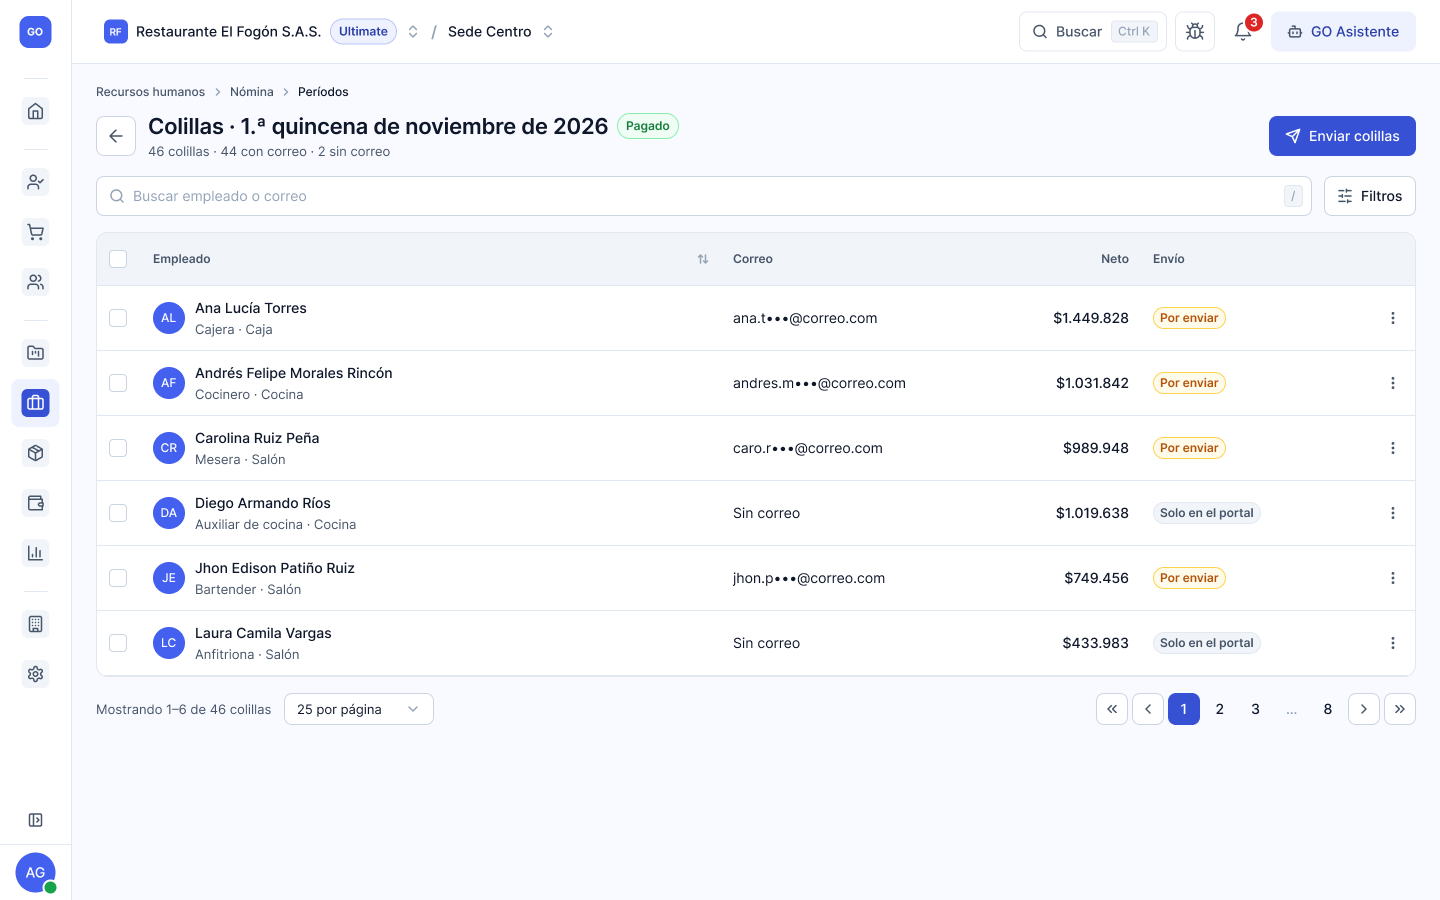 GO
RF Restaurante El Fogón S.A.S. Ultimate / Sede Centro
Buscar Ctrl K
3
GO Asistente
Recursos humanos > Nómina > Períodos
Colillas · 1.ª quincena de noviembre de 2026 Pagado
46 colillas · 44 con correo · 2 sin correo
Enviar colillas
Buscar empleado o correo /
Filtros
Empleado Correo Neto Envío
AL Ana Lucía Torres
Cajera · Caja
ana.t•••@correo.com $1.449.828 Por enviar
AF Andrés Felipe Morales Rincón
Cocinero · Cocina
andres.m•••@correo.com $1.031.842 Por enviar
CR Carolina Ruiz Peña
Mesera · Salón
caro.r•••@correo.com $989.948 Por enviar
DA Diego Armando Ríos
Auxiliar de cocina · Cocina
Sin correo $1.019.638 Solo en el portal
JE Jhon Edison Patiño Ruiz
Bartender · Salón
jhon.p•••@correo.com $749.456 Por enviar
LC Laura Camila Vargas
Anfitriona · Salón
Sin correo $433.983 Solo en el portal
Mostrando 1–6 de 46 colillas 25 por página
« ‹ 1 2 3 ... 8 › »
AG